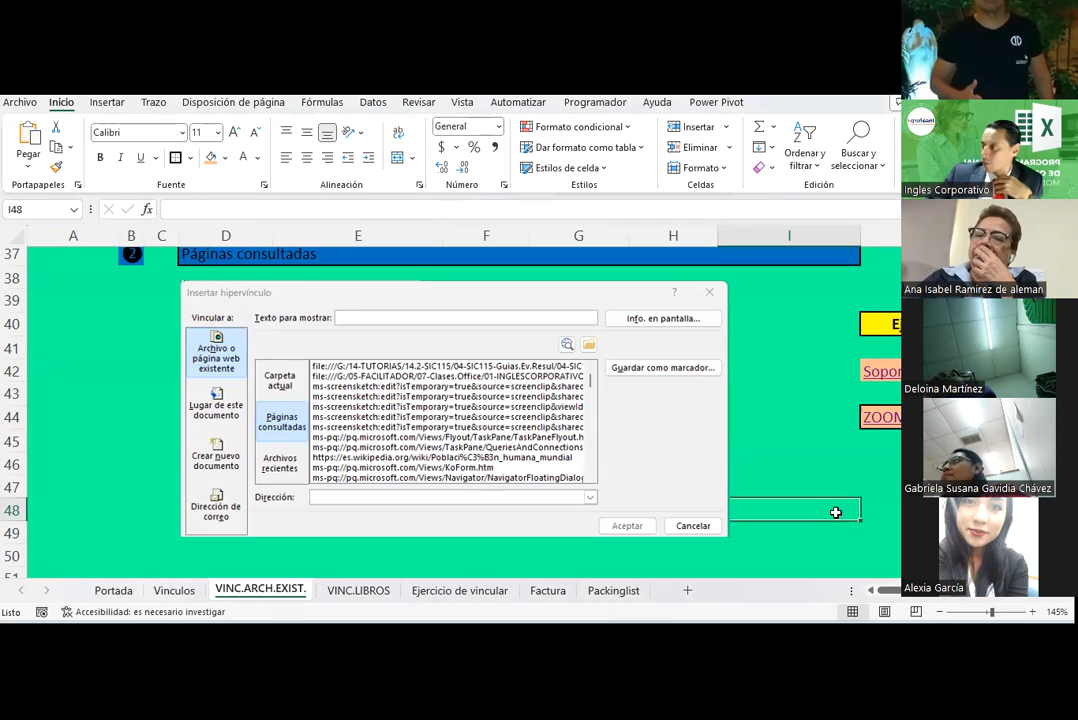 Archivo Inicio Insertar Trazo Disposición de página Fórmulas Datos Revisar Vista Automatizar Programador Ayuda Power Pivot
Pegar
Calibri 11
General
Formato condicional
Dar formato como tabla
Estilos de celda
Insertar
Eliminar
Formato
Ordenar y filtrar
Buscar y seleccionar
Portapapeles Fuente Alineación Número Estilos Celdas Edición
I48
A B C D E F G H I
37 2 Páginas consultadas
38
39
40
41
42
43
44
45
46
47
48
49
50
51
Insertar hipervínculo
Vincular a:
Texto para mostrar:
Info. en pantalla...
Archivo o página web existente
Lugar de este documento
Crear nuevo documento
Dirección de correo
Carpeta actual
Páginas consultadas
Archivos recientes
Guardar como marcador...
file:///G:/14-TUTORIAS/14.2-SIC115/04-SIC115-Guias.Ev.Resul/04-SIC
file:///G:/05-FACILITADOR/07-Clases.Office/01-INGLESCORPORATIVO
ms-screensketch:edit?isTemporary=true&source=screenclip&sharec
ms-screensketch:edit?isTemporary=true&source=screenclip&sharec
ms-screensketch:edit?isTemporary=true&source=screenclip&viewid
ms-screensketch:edit?isTemporary=true&source=screenclip&sharec
ms-screensketch:edit?isTemporary=true&source=screenclip&sharec
ms-pq://pq.microsoft.com/Views/Flyout/TaskPane/TaskPaneFlyout.h
ms-pq://pq.microsoft.com/Views/TaskPane/QueriesAndConnections
https://es.wikipedia.org/wiki/Poblaci%C3%B3n_humana_mundial
ms-pq://pq.microsoft.com/Views/KoForm.htm
ms-pq://pq.microsoft.com/Views/Navigator/NavigatorFloatingDialog
Dirección:
Aceptar
Cancelar
Sopor
ZOOM
Portada Vinculos VINC.ARCH.EXIST. VINC.LIBROS Ejercicio de vincular Factura Packinglist
Listo
Accesibilidad: es necesario investigar
145%
Ingles Corporativo
Ana Isabel Ramirez de aleman
Deloina Martínez
Gabriela Susana Gavidia Chávez
Alexia García